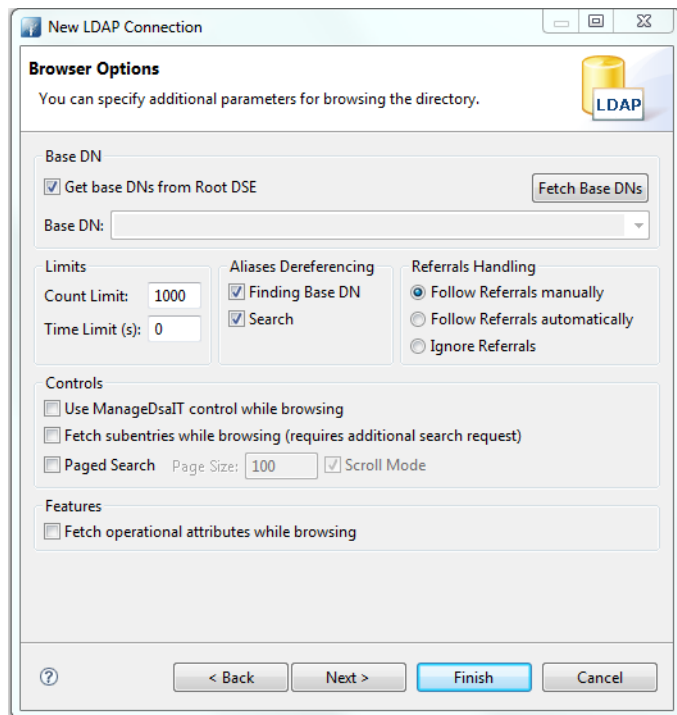 New LDAP Connection
Browser Options
You can specify additional parameters for browsing the directory.
LDAP
Base DN
Get base DNs from Root DSE
Fetch Base DNs
Base DN:
Limits
Count Limit: 1000
Time Limit (s): 0
Aliases Dereferencing
Finding Base DN
Search
Referrals Handling
Follow Referrals manually
Follow Referrals automatically
Ignore Referrals
Controls
Use ManageDsaIT control while browsing
Fetch subentries while browsing (requires additional search request)
Paged Search Page Size: 100 Scroll Mode
Features
Fetch operational attributes while browsing
? < Back Next > Finish Cancel